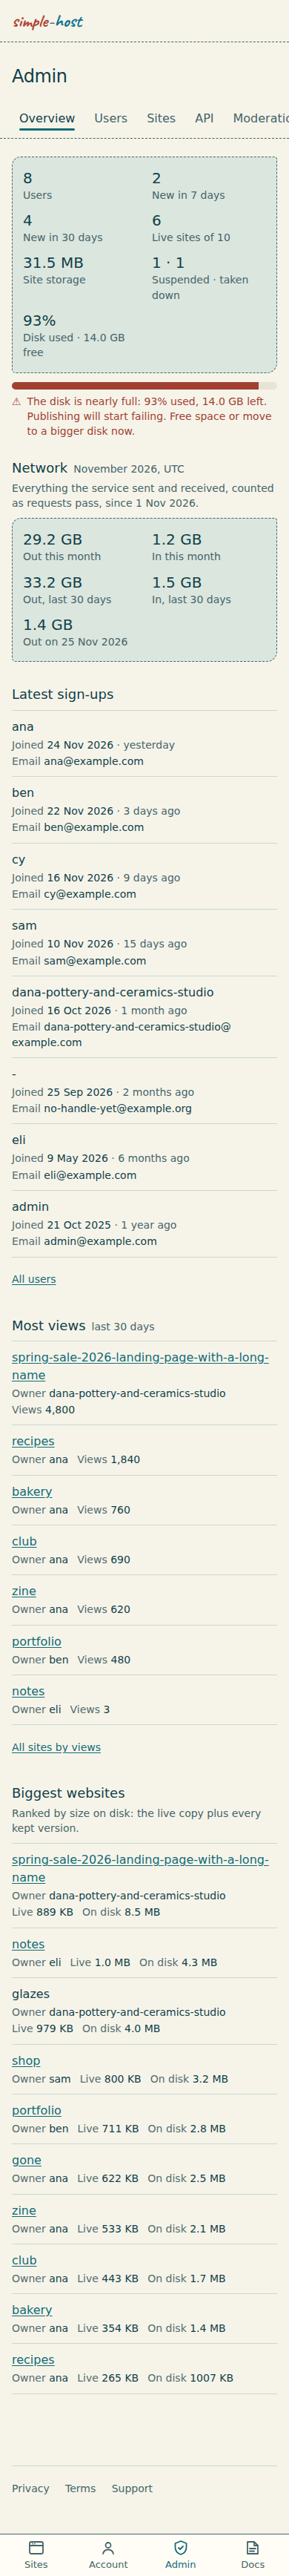 simple-host
Admin
Overview Users Sites API Moderatio
8 2
Users New in 7 days
4 6
New in 30 days Live sites of 10
31.5 MB 1 · 1
Site storage Suspended · taken
down
93%
Disk used · 14.0 GB
free
⚠ The disk is nearly full: 93% used, 14.0 GB left.
Publishing will start failing. Free space or move
to a bigger disk now.
Network November 2026, UTC
Everything the service sent and received, counted
as requests pass, since 1 Nov 2026.
29.2 GB 1.2 GB
Out this month In this month
33.2 GB 1.5 GB
Out, last 30 days In, last 30 days
1.4 GB
Out on 25 Nov 2026
Latest sign-ups
ana
Joined 24 Nov 2026 · yesterday
Email ana@example.com
ben
Joined 22 Nov 2026 · 3 days ago
Email ben@example.com
cy
Joined 16 Nov 2026 · 9 days ago
Email cy@example.com
sam
Joined 10 Nov 2026 · 15 days ago
Email sam@example.com
dana-pottery-and-ceramics-studio
Joined 16 Oct 2026 · 1 month ago
Email dana-pottery-and-ceramics-studio@
example.com
-
Joined 25 Sep 2026 · 2 months ago
Email no-handle-yet@example.org
eli
Joined 9 May 2026 · 6 months ago
Email eli@example.com
admin
Joined 21 Oct 2025 · 1 year ago
Email admin@example.com
All users
Most views last 30 days
spring-sale-2026-landing-page-with-a-long-
name
Owner dana-pottery-and-ceramics-studio
Views 4,800
recipes
Owner ana Views 1,840
bakery
Owner ana Views 760
club
Owner ana Views 690
zine
Owner ana Views 620
portfolio
Owner ben Views 480
notes
Owner eli Views 3
All sites by views
Biggest websites
Ranked by size on disk: the live copy plus every
kept version.
spring-sale-2026-landing-page-with-a-long-
name
Owner dana-pottery-and-ceramics-studio
Live 889 KB On disk 8.5 MB
notes
Owner eli Live 1.0 MB On disk 4.3 MB
glazes
Owner dana-pottery-and-ceramics-studio
Live 979 KB On disk 4.0 MB
shop
Owner sam Live 800 KB On disk 3.2 MB
portfolio
Owner ben Live 711 KB On disk 2.8 MB
gone
Owner ana Live 622 KB On disk 2.5 MB
zine
Owner ana Live 533 KB On disk 2.1 MB
club
Owner ana Live 443 KB On disk 1.7 MB
bakery
Owner ana Live 354 KB On disk 1.4 MB
recipes
Owner ana Live 265 KB On disk 1007 KB
Privacy Terms Support
Sites Account Admin Docs